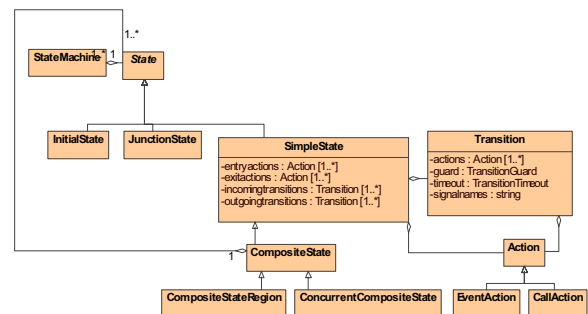 1..*
StateMachine
1..*
1
State
InitialState
JunctionState
SimpleState
-entryactions : Action [1..*]
-exitactions : Action [1..*]
-incomingtransitions : Transition [1..*]
-outgoingtransitions : Transition [1..*]
Transition
-actions : Action [1..*]
-guard : TransitionGuard
-timeout : TransitionTimeout
-signalnames : string
1
CompositeState
Action
CompositeStateRegion
ConcurrentCompositeState
EventAction
CallAction